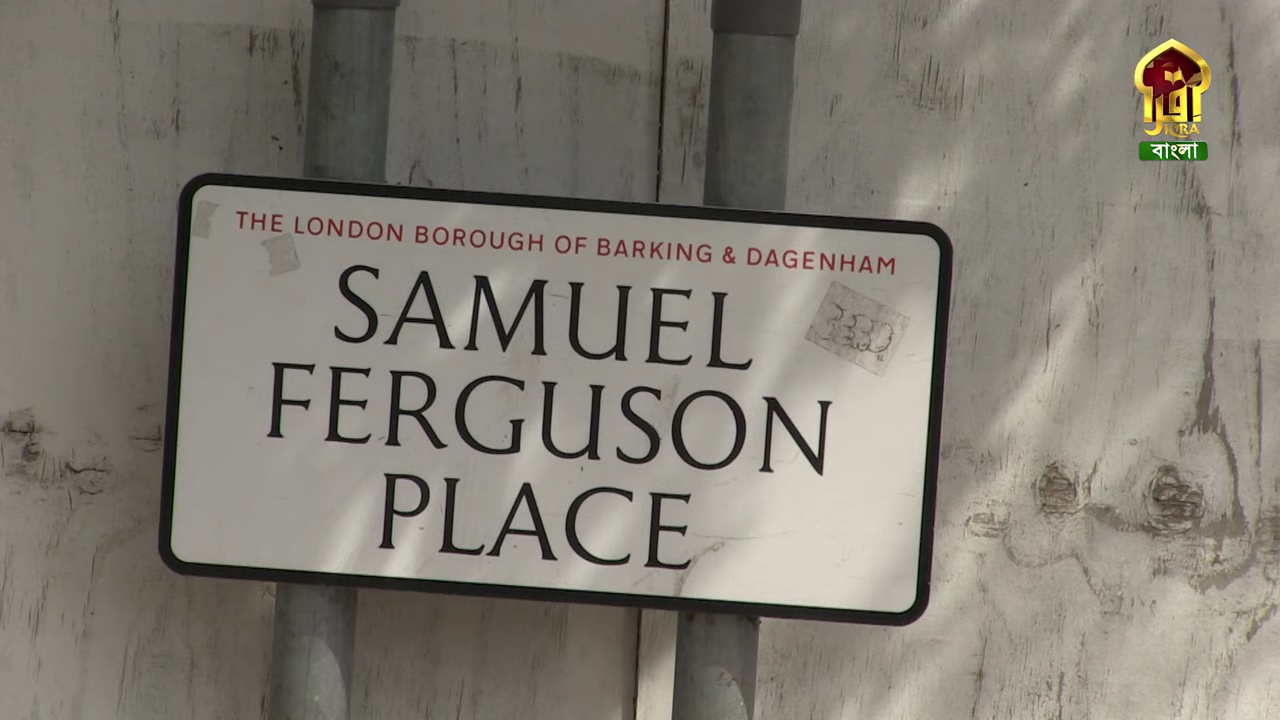 THE LONDON BOROUGH OF BARKING & DAGENHAM
SAMUEL
FERGUSON
PLACE
IQRA
বাংলা